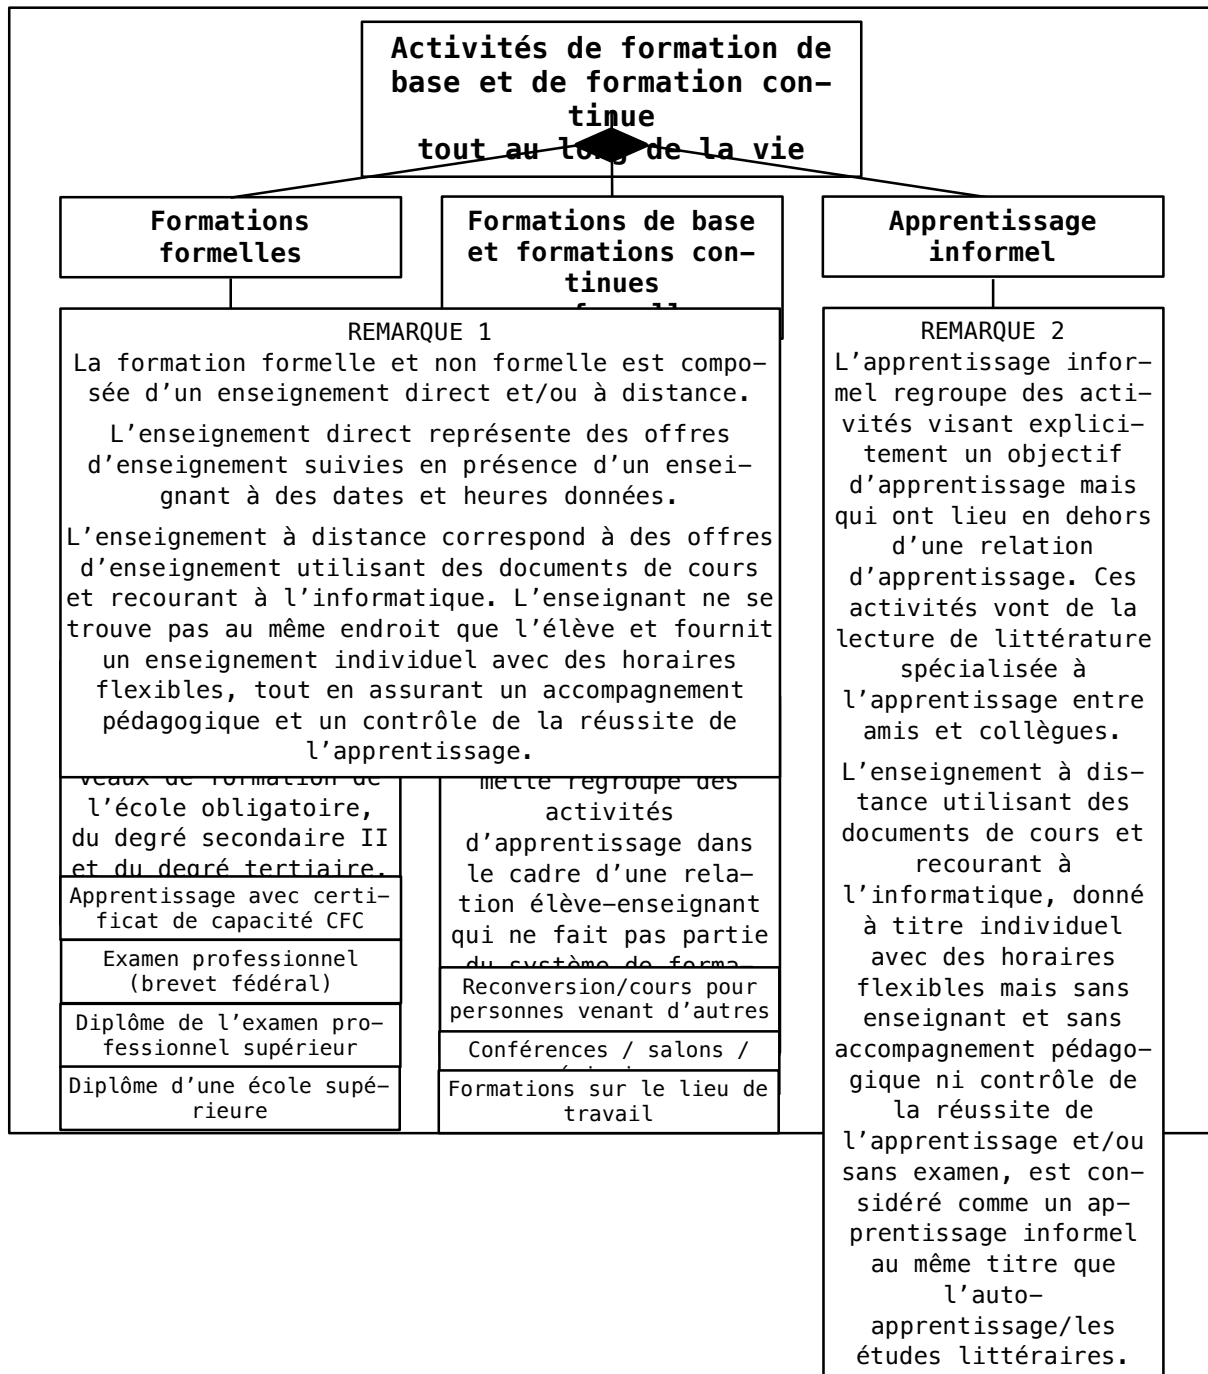 Activités de formation de
base et de formation con-
tinue
tout au long de la vie
Formations
formelles
Formations de base
et formations con-
tinues
Apprentissage
informel
REMARQUE 1
La formation formelle et non formelle est compo-
sée d'un enseignement direct et/ou à distance.
L'enseignement direct représente des offres
d'enseignement suivies en présence d'un ensei-
gnant à des dates et heures données.
L'enseignement à distance correspond à des offres
d'enseignement utilisant des documents de cours
et recourant à l'informatique. L'enseignant ne se
trouve pas au même endroit que l'élève et fournit
un enseignement individuel avec des horaires
flexibles, tout en assurant un accompagnement
pédagogique et un contrôle de la réussite de
l'apprentissage.
veaux de formation de
l'école obligatoire,
du degré secondaire II
et du degré tertiaire.
Apprentissage avec certi-
ficat de capacité CFC
Examen professionnel
(brevet fédéral)
Diplôme de l'examen pro-
fessionnel supérieur
Diplôme d'une école supé-
rieure
melle regroupe des
activités
d'apprentissage dans
le cadre d'une rela-
tion élève-enseignant
qui ne fait pas partie
du système de forma-
Reconversion/cours pour
personnes venant d'autres
Conférences / salons /
Formations sur le lieu de
travail
REMARQUE 2
L'apprentissage infor-
mel regroupe des acti-
vités visant explici-
tement un objectif
d'apprentissage mais
qui ont lieu en dehors
d'une relation
d'apprentissage. Ces
activités vont de la
lecture de littérature
spécialisée à
l'apprentissage entre
amis et collègues.
L'enseignement à dis-
tance utilisant des
documents de cours et
recourant à
l'informatique, donné
à titre individuel
avec des horaires
flexibles mais sans
enseignant et sans
accompagnement pédago-
gique ni contrôle de
la réussite de
l'apprentissage et/ou
sans examen, est con-
sidéré comme un ap-
prentissage informel
au même titre que
l'auto-
apprentissage/les
études littéraires.